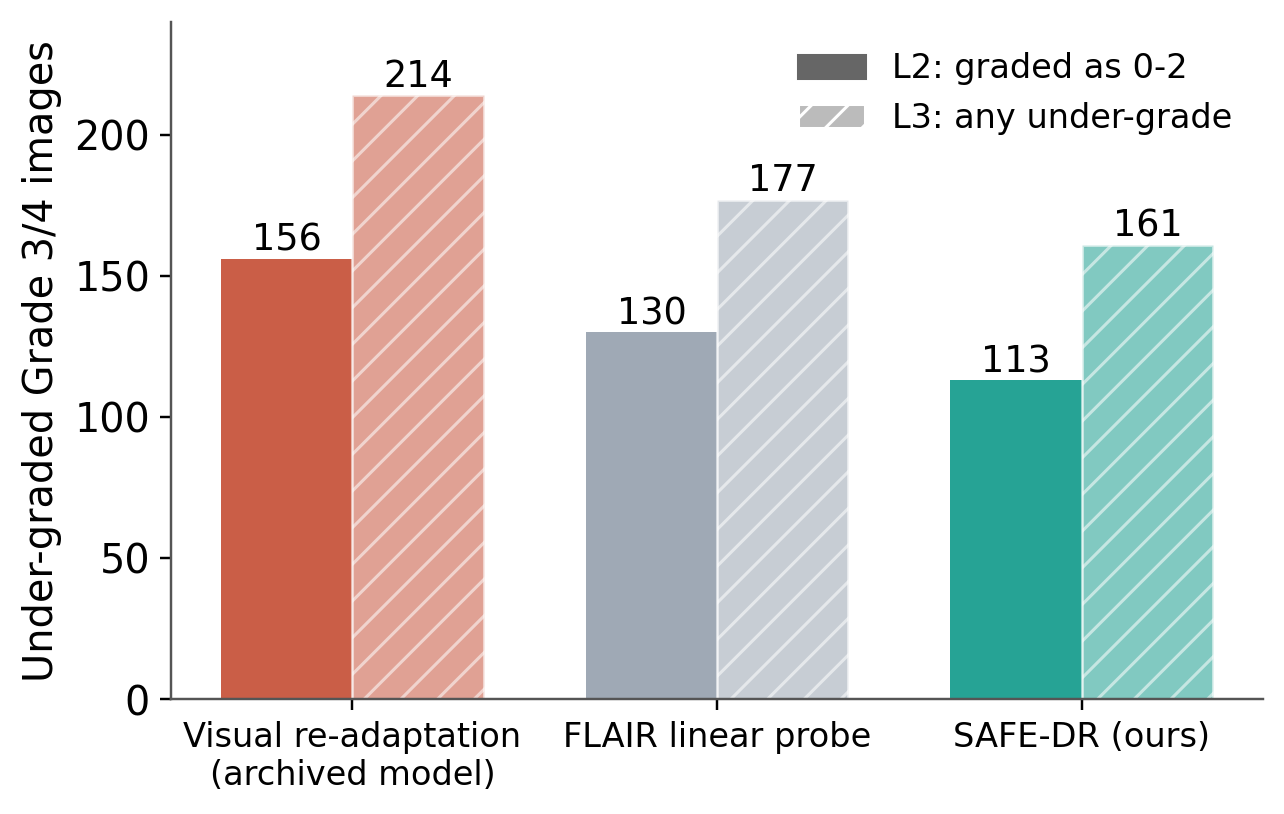 Under-graded Grade 3/4 images
200
150
100
50
0
L2: graded as 0-2
L3: any under-grade
156
214
130
177
113
161
Visual re-adaptation
(archived model)
FLAIR linear probe
SAFE-DR (ours)